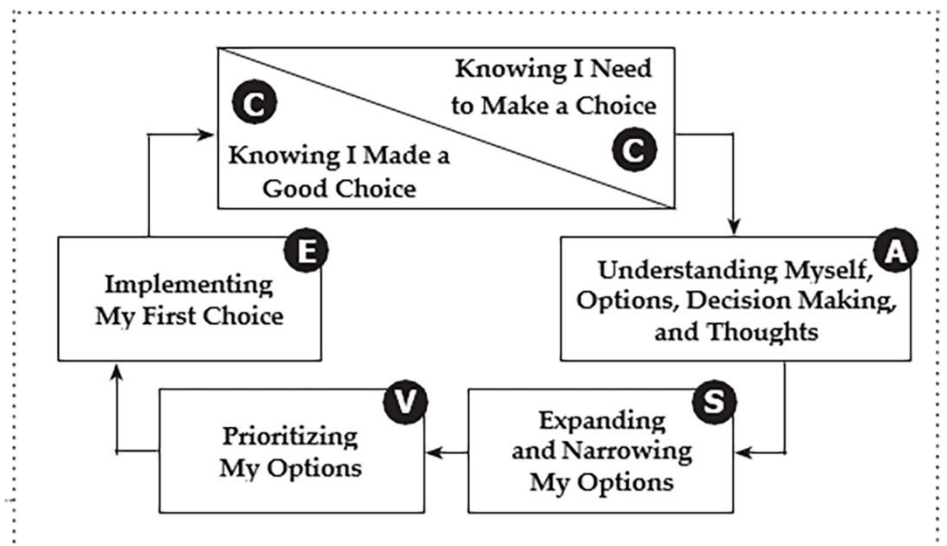 Knowing I Need
to Make a Choice
C
C
Knowing I Made a
Good Choice
A
Understanding Myself,
Options, Decision Making,
and Thoughts
S
Expanding
and Narrowing
My Options
V
Prioritizing
My Options
E
Implementing
My First Choice